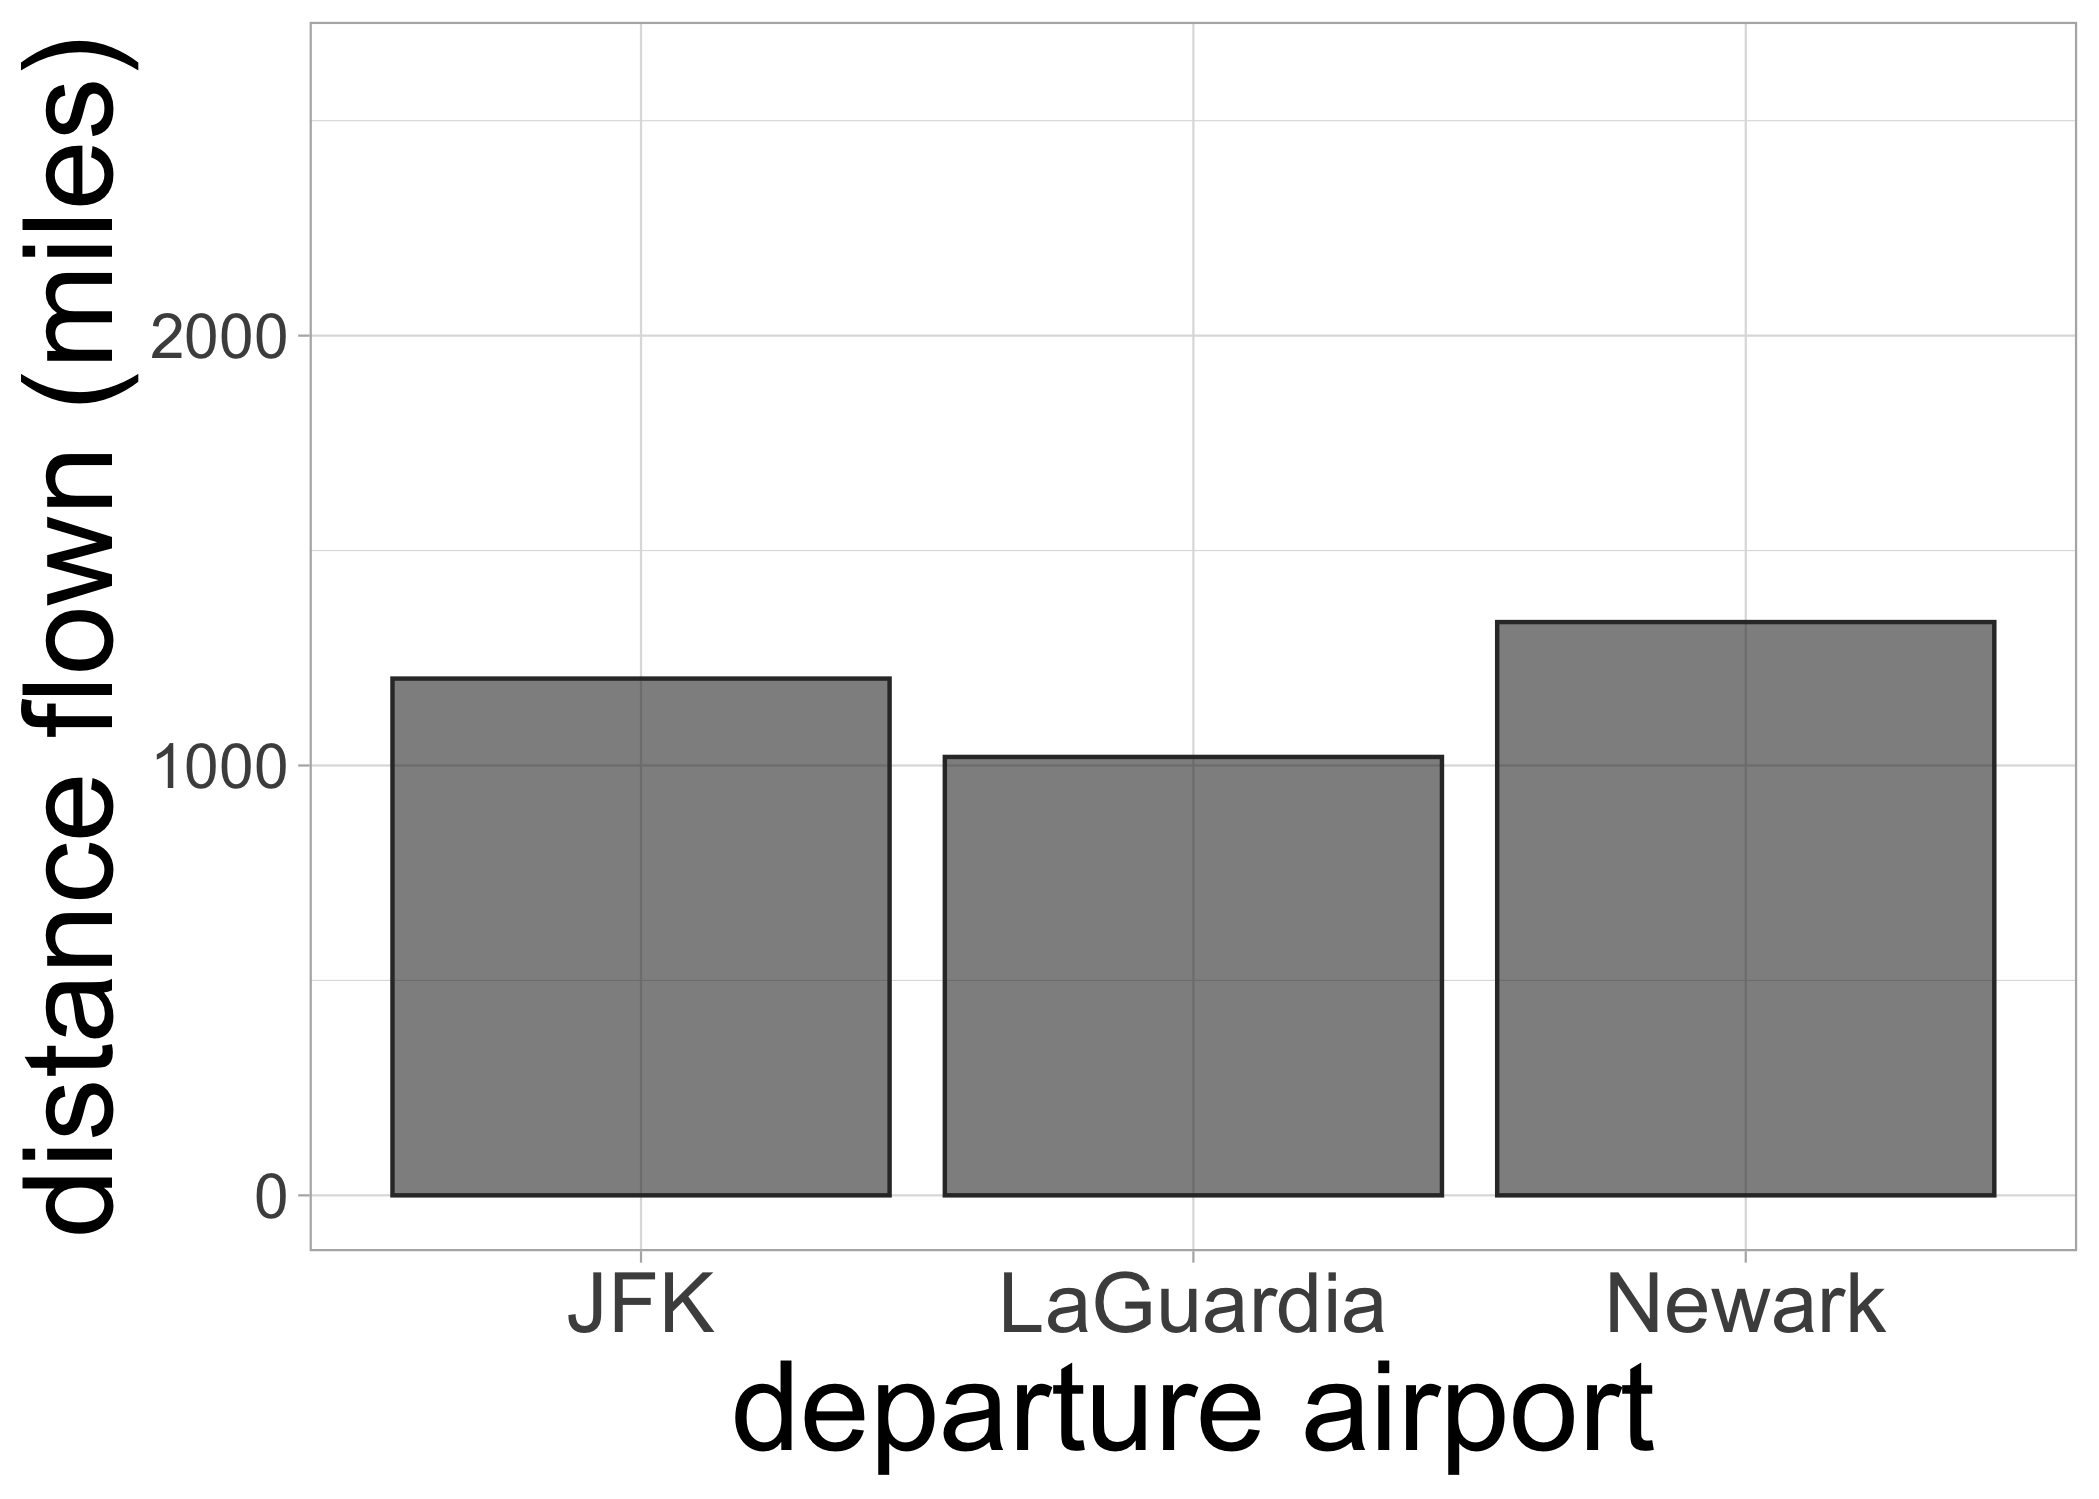 distance flown (miles)
2000
1000
0
JFK LaGuardia Newark
departure airport